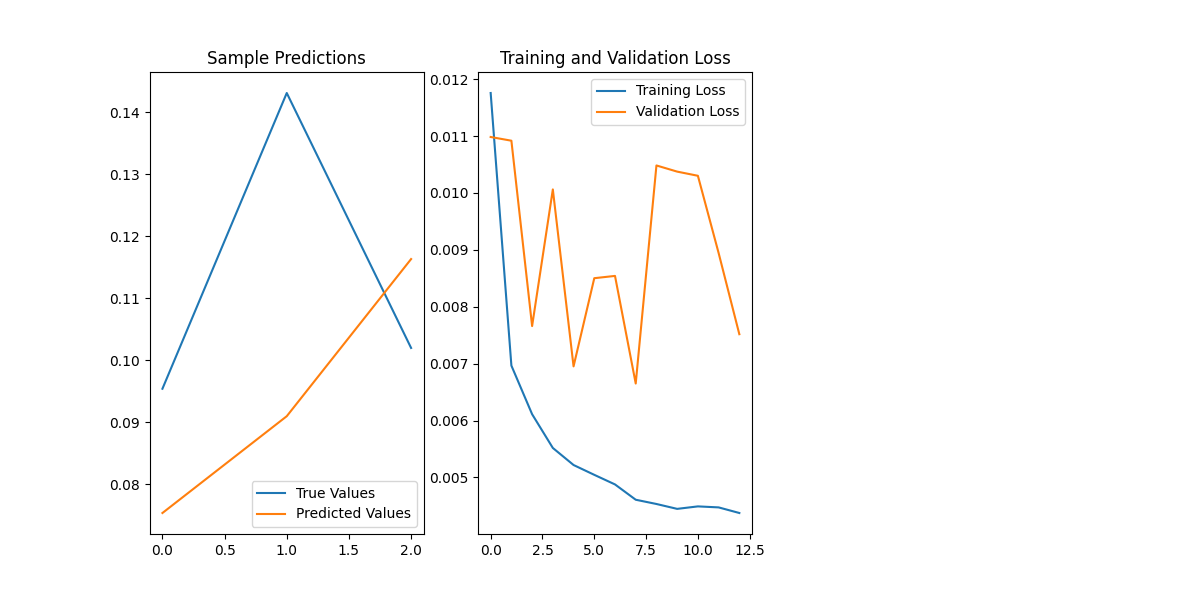 Sample Predictions
0.14
0.13
0.12
0.11
0.10
0.09
0.08
True Values
Predicted Values
0.0 0.5 1.0 1.5 2.0
Training and Validation Loss
0.012
0.011
0.010
0.009
0.008
0.007
0.006
0.005
Training Loss
Validation Loss
0.0 2.5 5.0 7.5 10.0 12.5